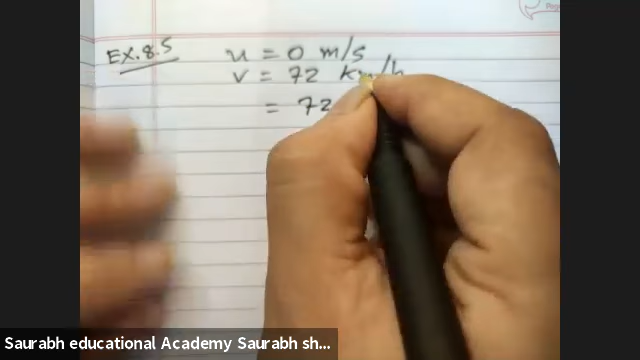 Ex. 8.5
u = 0 m/s
v = 72 km/h
= 72
Saurabh educational Academy Saurabh sh...